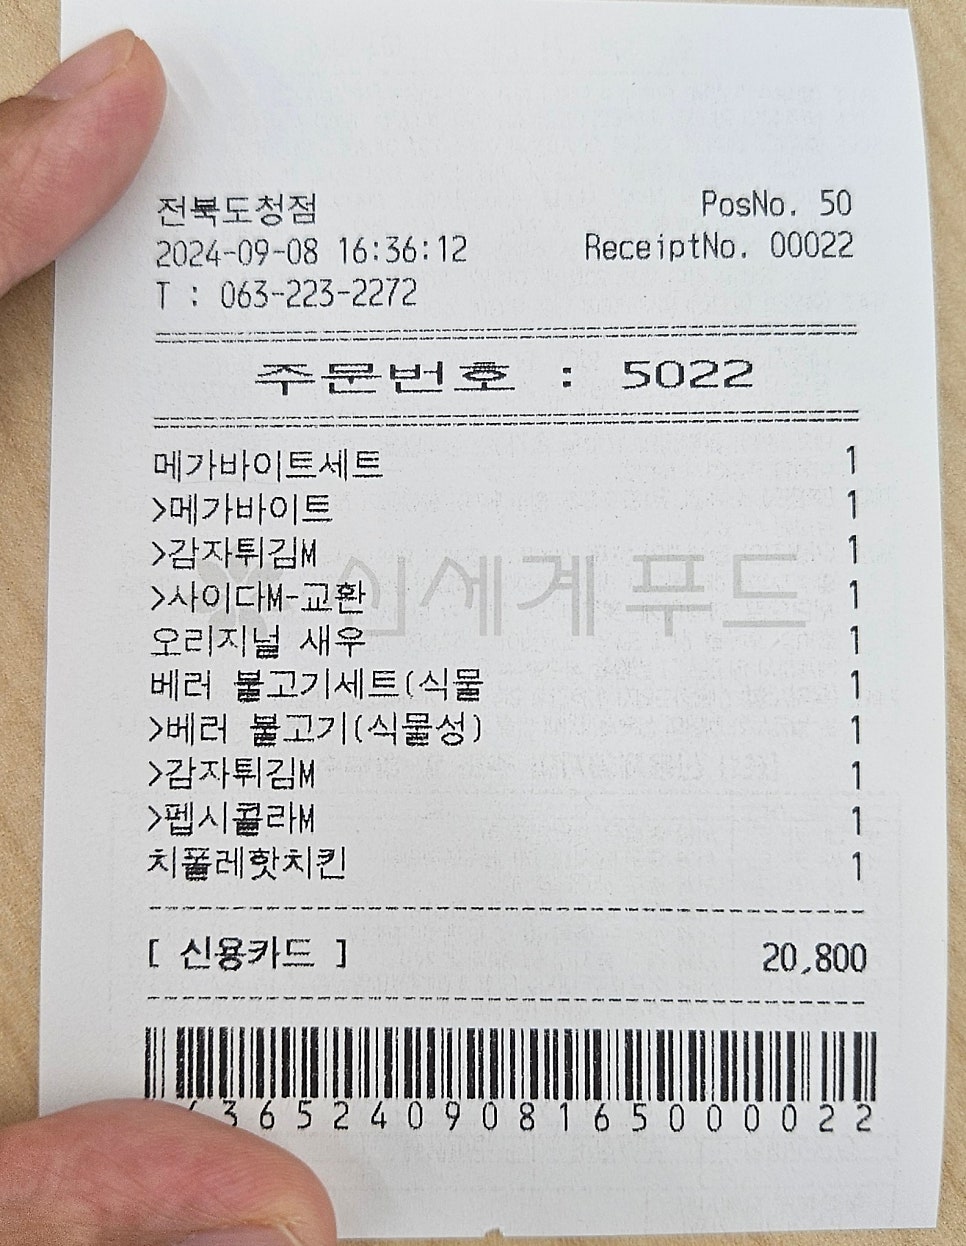 전북도청점 PosNo. 50
2024-09-08 16:36:12 ReceiptNo. 00022
T : 063-223-2272
주문번호 : 5022
메가바이트세트 1
>메가바이트 1
>감자튀김M 1
>사이다M-교환 1
신세계푸드
오리지널 새우 1
베러 불고기세트(식물 1
>베러 불고기(식물성) 1
>감자튀김M 1
>펩시콜라M 1
치폴레핫치킨 1
[ 신용카드 ] 20,800
3652409081650000022